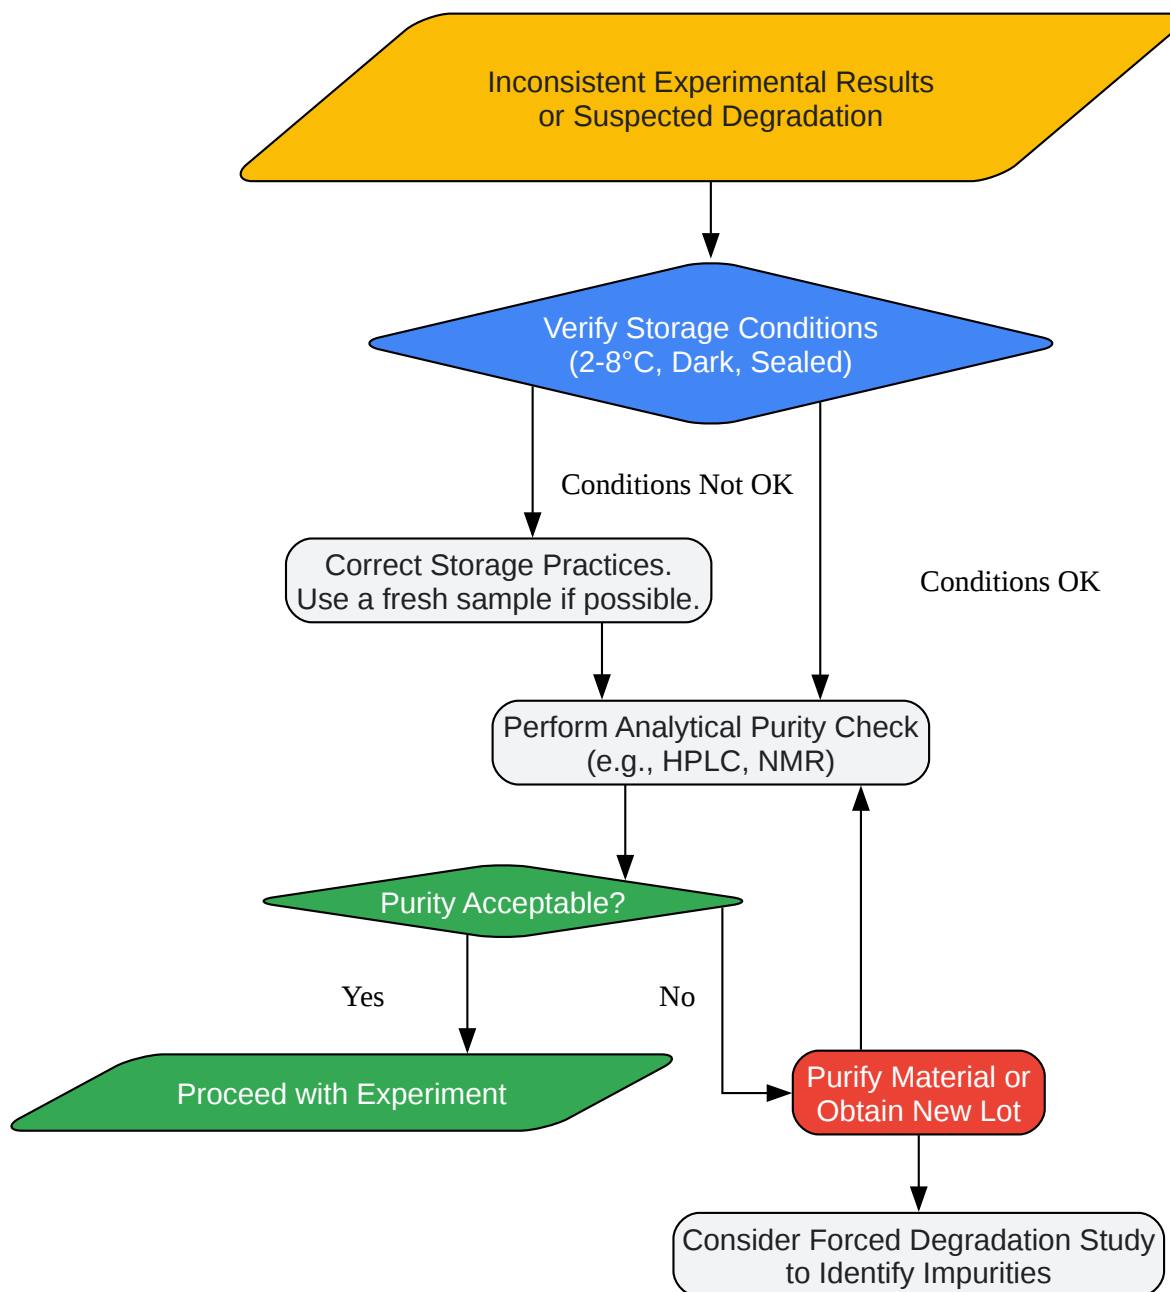 Inconsistent Experimental Results
or Suspected Degradation
Verify Storage Conditions
(2-8°C, Dark, Sealed)
Conditions Not OK
Correct Storage Practices.
Use a fresh sample if possible.
Conditions OK
Perform Analytical Purity Check
(e.g., HPLC, NMR)
Purity Acceptable?
Yes
No
Proceed with Experiment
Purify Material or
Obtain New Lot
Consider Forced Degradation Study
to Identify Impurities